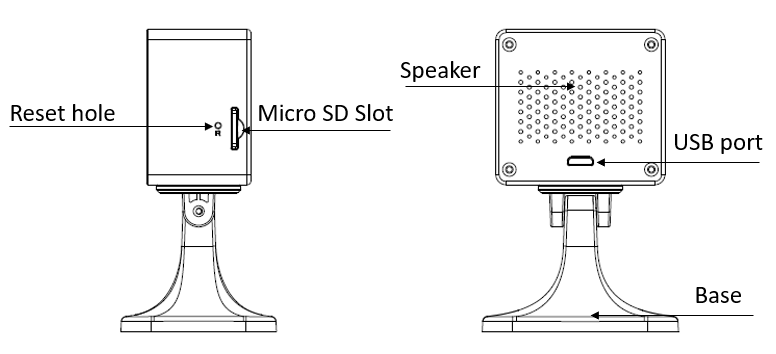 Speaker
Reset hole
Micro SD Slot
R
USB port
Base